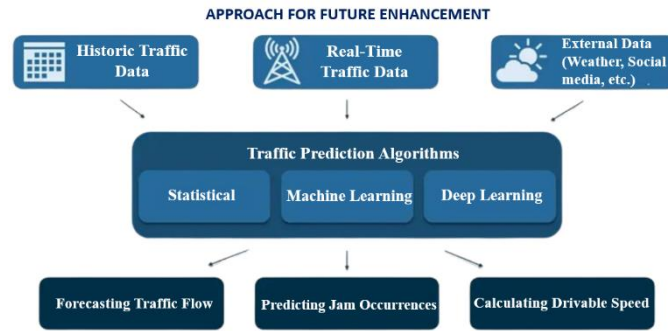 APPROACH FOR FUTURE ENHANCEMENT
Historic Traffic
Data
Real-Time
Traffic Data
External Data
(Weather, Social
media, etc.)
Traffic Prediction Algorithms
Statistical
Machine Learning
Deep Learning
Forecasting Traffic Flow
Predicting Jam Occurrences
Calculating Drivable Speed